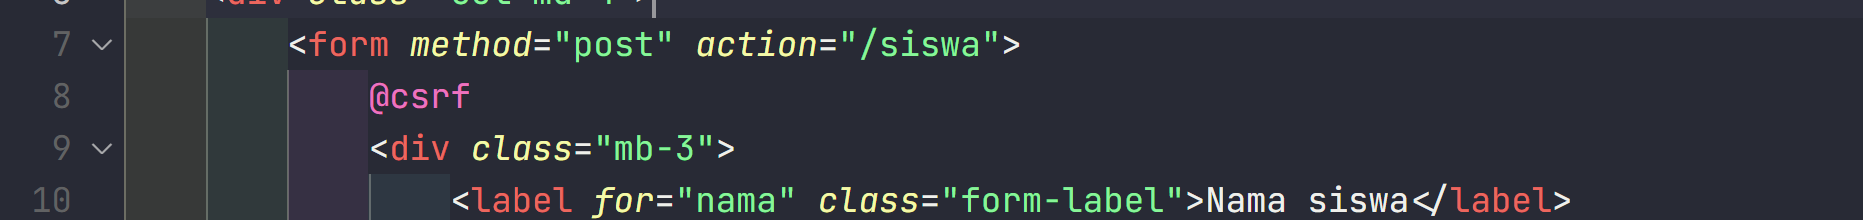 7 <form method="post" action="/siswa">
8 @csrf
9 <div class="mb-3">
10 <label for="nama" class="form-label">Nama siswa</label>